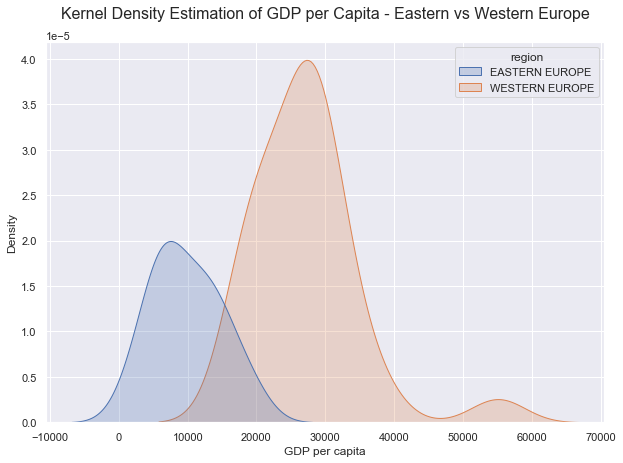 Kernel Density Estimation of GDP per Capita - Eastern vs Western Europe
1e−5
region
EASTERN EUROPE
WESTERN EUROPE
4.0
3.5
3.0
2.5
2.0
1.5
1.0
0.5
0.0
Density
−10000 0 10000 20000 30000 40000 50000 60000 70000
GDP per capita